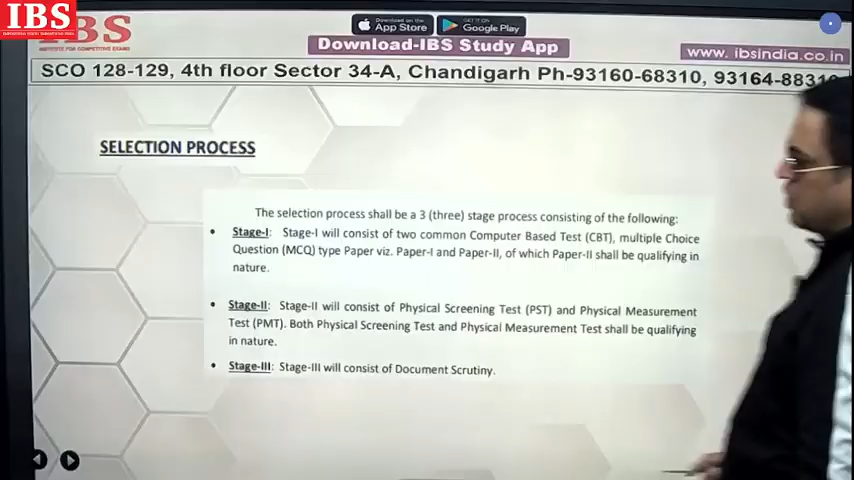 IBS
INSTITUTE FOR COMPETITIVE EXAMS
Download on the App Store
GET IT ON Google Play
Download-IBS Study App
www. ibsindia.co.in
SCO 128-129, 4th floor Sector 34-A, Chandigarh Ph-93160-68310, 93164-88310
SELECTION PROCESS
The selection process shall be a 3 (three) stage process consisting of the following:
• Stage-I: Stage-I will consist of two common Computer Based Test (CBT), multiple Choice
Question (MCQ) type Paper viz. Paper-I and Paper-II, of which Paper-II shall be qualifying in
nature.
• Stage-II: Stage-II will consist of Physical Screening Test (PST) and Physical Measurement
Test (PMT). Both Physical Screening Test and Physical Measurement Test shall be qualifying
in nature.
• Stage-III: Stage-III will consist of Document Scrutiny.